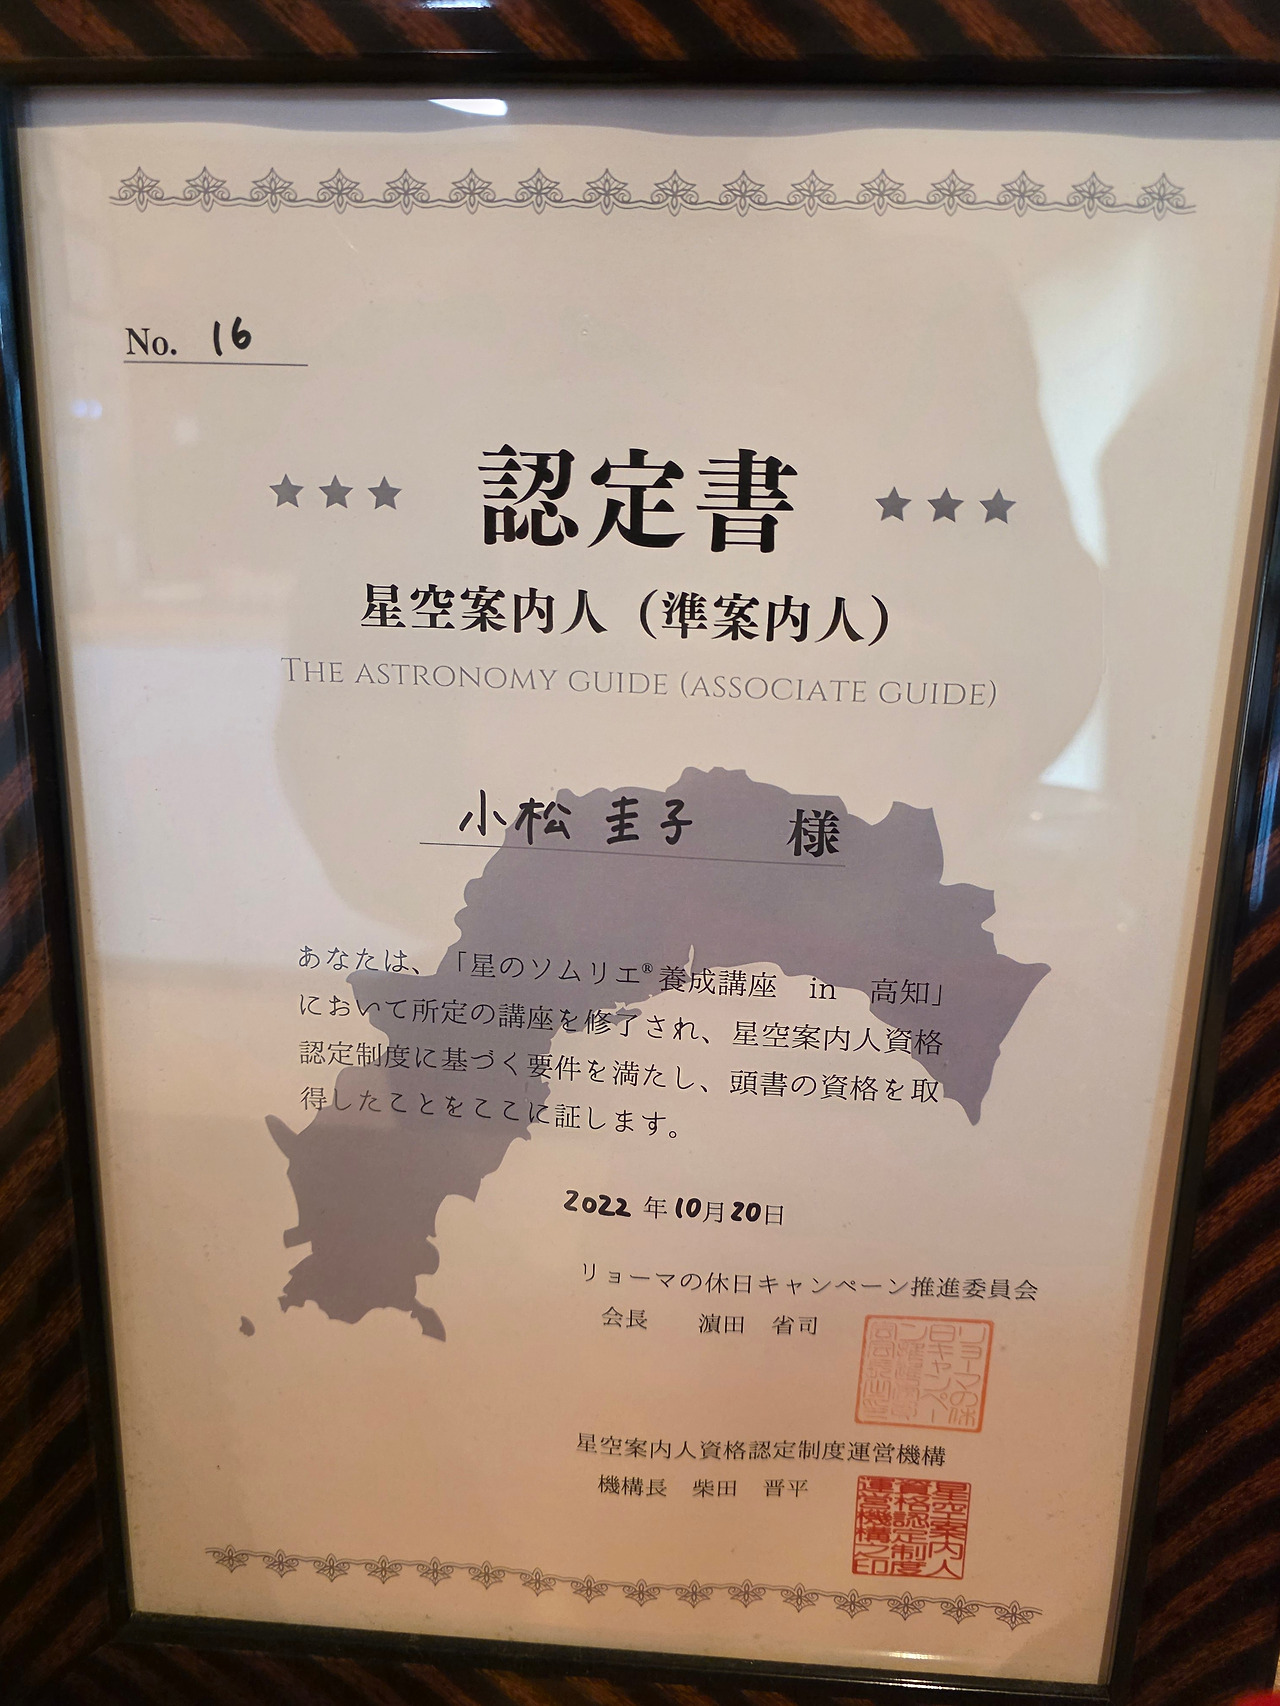 No. 16
★★★ 認定書 ★★★
星空案内人（準案内人）
THE ASTRONOMY GUIDE (ASSOCIATE GUIDE)
小松 圭子 様
あなたは、「星のソムリエ®養成講座 in 高知」
において所定の講座を修了され、星空案内人資格
認定制度に基づく要件を満たし、頭書の資格を取
得したことをここに証します。
2022 年10月20日
リョーマの休日キャンペーン推進委員会
会長 濵田 省司
星空案内人資格認定制度運営機構
機構長 柴田 晋平
星空案内人
資格認定制度
運営機構之印